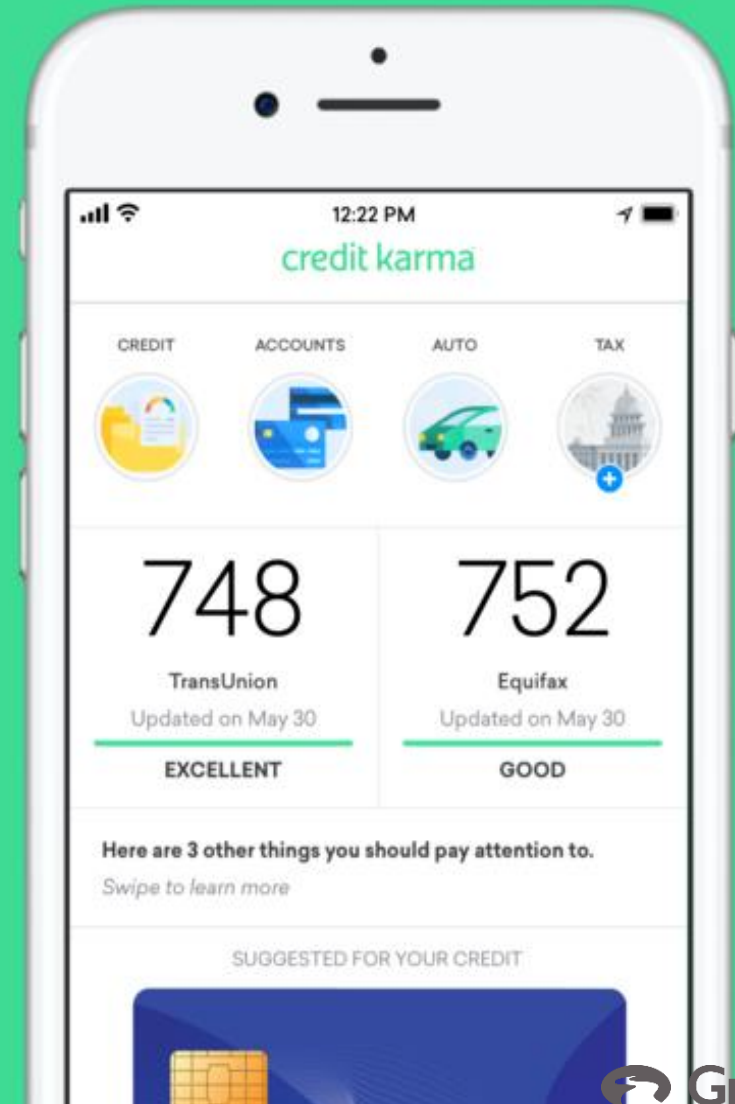 12:22 PM
credit karma
CREDIT ACCOUNTS AUTO TAX
748 752
TransUnion Equifax
Updated on May 30 Updated on May 30
EXCELLENT GOOD
Here are 3 other things you should pay attention to.
Swipe to learn more
SUGGESTED FOR YOUR CREDIT